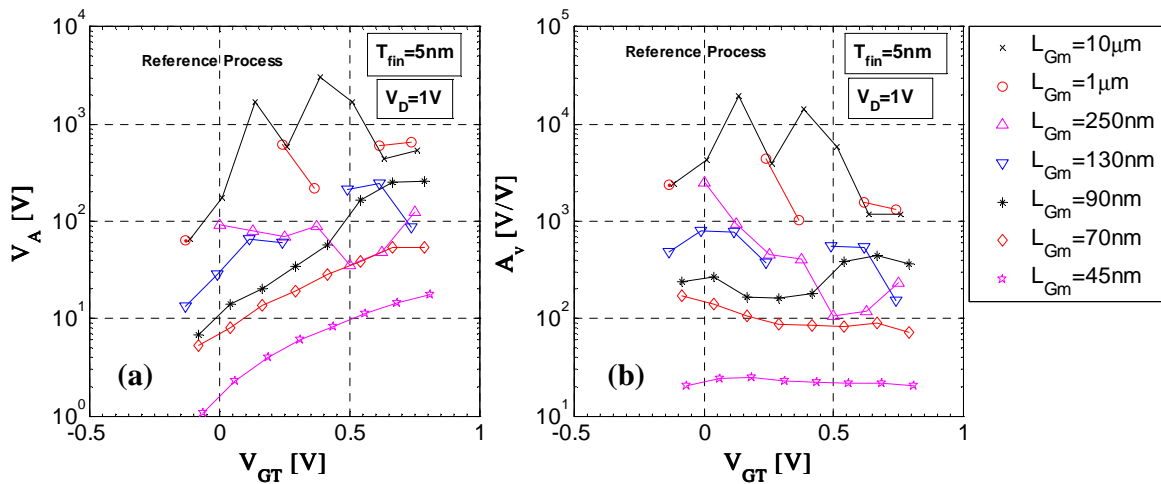 Reference Process
T_fin=5nm
V_D=1V
10^4
10^3
10^2
10^1
10^0
V_A [V]
-0.5
0
0.5
1
V_GT [V]
(a)
Reference Process
T_fin=5nm
V_D=1V
10^5
10^4
10^3
10^2
10^1
A_v [V/V]
-0.5
0
0.5
1
V_GT [V]
(b)
L_Gm=10μm
L_Gm=1μm
L_Gm=250nm
L_Gm=130nm
L_Gm=90nm
L_Gm=70nm
L_Gm=45nm